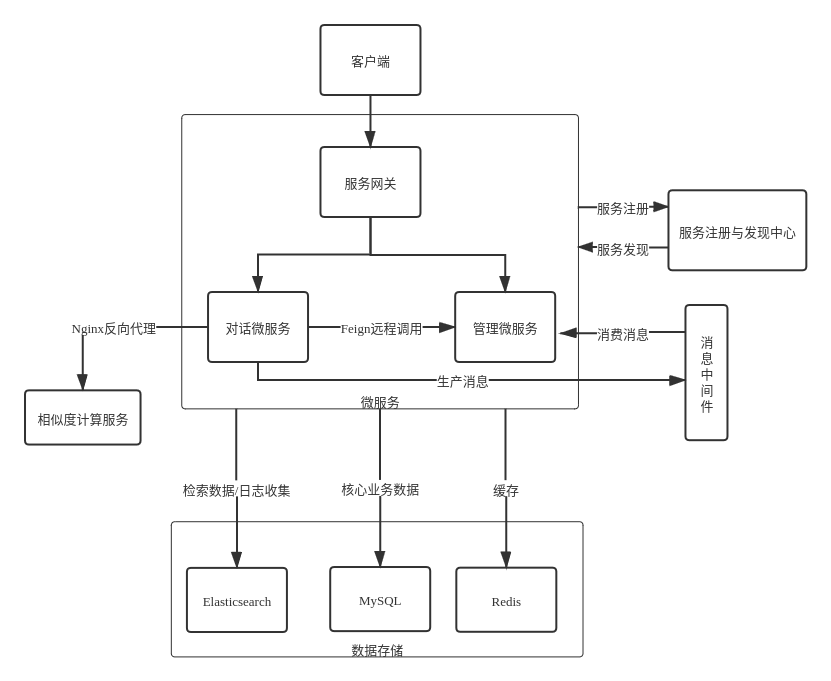 客户端
服务网关
服务注册
服务注册与发现中心
服务发现
Nginx反向代理
对话微服务
Feign远程调用
管理微服务
消费消息
消息中间件
生产消息
微服务
相似度计算服务
检索数据/日志收集
核心业务数据
缓存
Elasticsearch
MySQL
Redis
数据存储